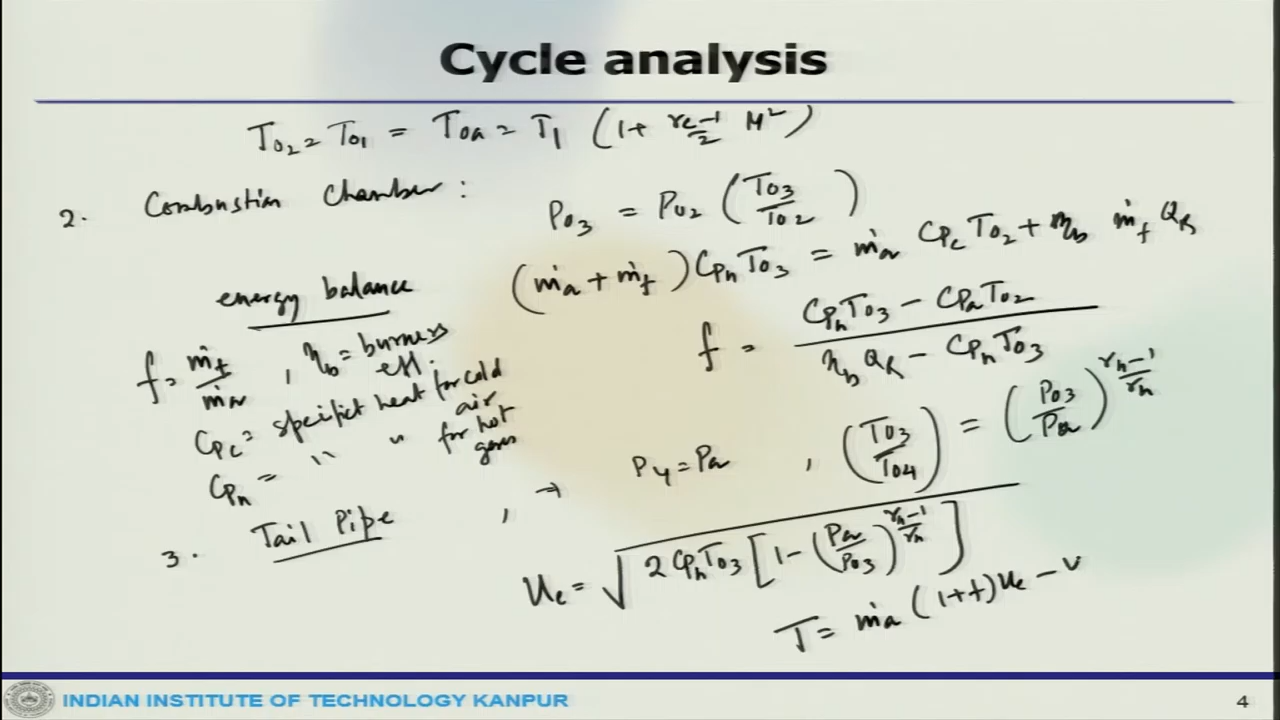 Cycle analysis
T02 = T01 = T0a = T1 (1 + (γc-1)/2 M²)
2. Combustion Chamber :
P03 = P02 (T03/T02)
(ṁa + ṁf) Cph T03 = ṁa Cpc T02 + ηb ṁf QR
energy balance
f = ṁf/ṁa , ηb = burners eff.
f = (Cph T03 - Cpa T02)/(ηb QR - Cph T03)
Cpc = specifict heat for cold air
Cph = " " for hot gases
3. Tail Pipe , → P4 = Pa , (T03/T04) = (P03/Pa)^((γh-1)/γh)
Ue = √(2 Cph T03 [1 - (Pa/P03)^((γh-1)/γh)])
T = ṁa (1+f) Ue - V
INDIAN INSTITUTE OF TECHNOLOGY KANPUR
4